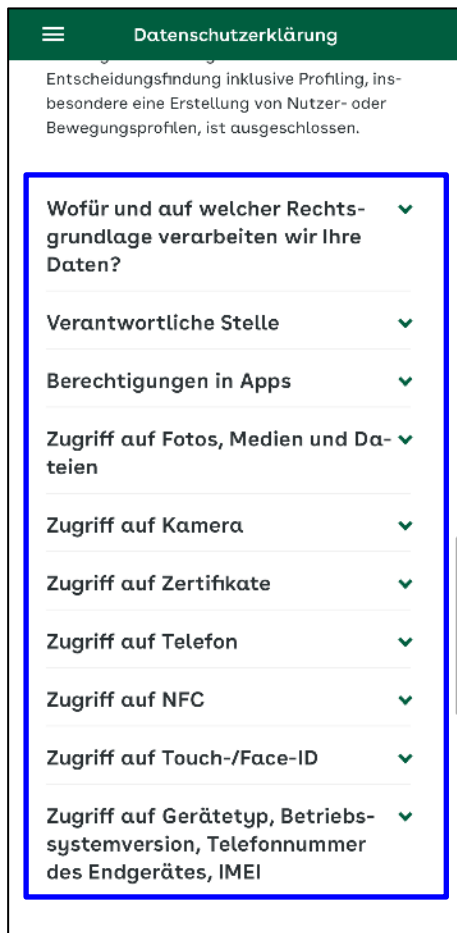 Datenschutzerklärung
Entscheidungsfindung inklusive Profiling, ins-
besondere eine Erstellung von Nutzer- oder
Bewegungsprofilen, ist ausgeschlossen.
Wofür und auf welcher Rechts-
grundlage verarbeiten wir Ihre
Daten?
Verantwortliche Stelle
Berechtigungen in Apps
Zugriff auf Fotos, Medien und Da-
teien
Zugriff auf Kamera
Zugriff auf Zertifikate
Zugriff auf Telefon
Zugriff auf NFC
Zugriff auf Touch-/Face-ID
Zugriff auf Gerätetyp, Betriebs-
systemversion, Telefonnummer
des Endgerätes, IMEI